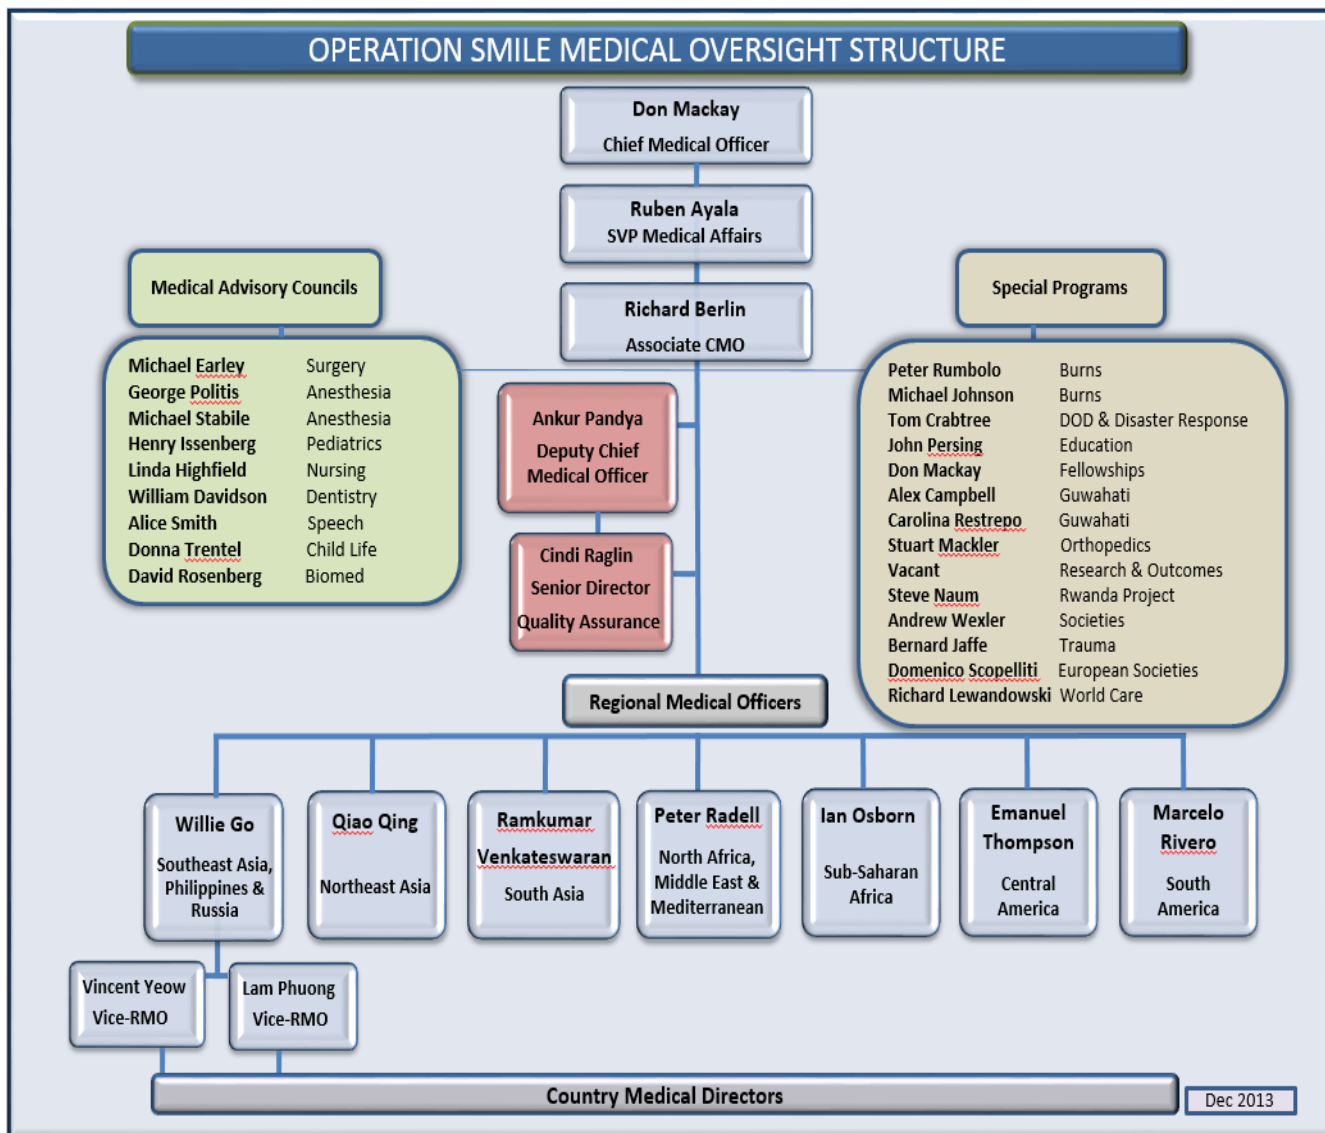 OPERATION SMILE MEDICAL OVERSIGHT STRUCTURE
Don Mackay
Chief Medical Officer
Ruben Ayala
SVP Medical Affairs
Richard Berlin
Associate CMO
Medical Advisory Councils
Michael Earley Surgery
George Politis Anesthesia
Michael Stabile Anesthesia
Henry Issenberg Pediatrics
Linda Highfield Nursing
William Davidson Dentistry
Alice Smith Speech
Donna Trentel Child Life
David Rosenberg Biomed
Ankur Pandya
Deputy Chief
Medical Officer
Cindi Raglin
Senior Director
Quality Assurance
Special Programs
Peter Rumbolo Burns
Michael Johnson Burns
Tom Crabtree DOD & Disaster Response
John Persing Education
Don Mackay Fellowships
Alex Campbell Guwahati
Carolina Restrepo Guwahati
Stuart Mackler Orthopedics
Vacant Research & Outcomes
Steve Naum Rwanda Project
Andrew Wexler Societies
Bernard Jaffe Trauma
Domenico Scopelliti European Societies
Richard Lewandowski World Care
Regional Medical Officers
Willie Go
Southeast Asia,
Philippines &
Russia
Qiao Qing
Northeast Asia
Ramkumar
Venkateswaran
South Asia
Peter Radell
North Africa,
Middle East &
Mediterranean
Ian Osborn
Sub-Saharan
Africa
Emanuel
Thompson
Central
America
Marcelo
Rivero
South
America
Vincent Yeow
Vice-RMO
Lam Phuong
Vice-RMO
Country Medical Directors
Dec 2013